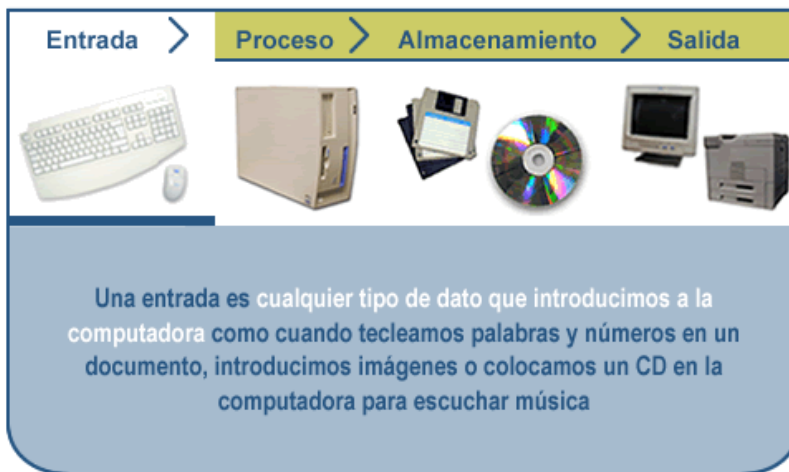 Entrada > Proceso > Almacenamiento > Salida
Una entrada es cualquier tipo de dato que introducimos a la
computadora como cuando tecleamos palabras y números en un
documento, introducimos imágenes o colocamos un CD en la
computadora para escuchar música